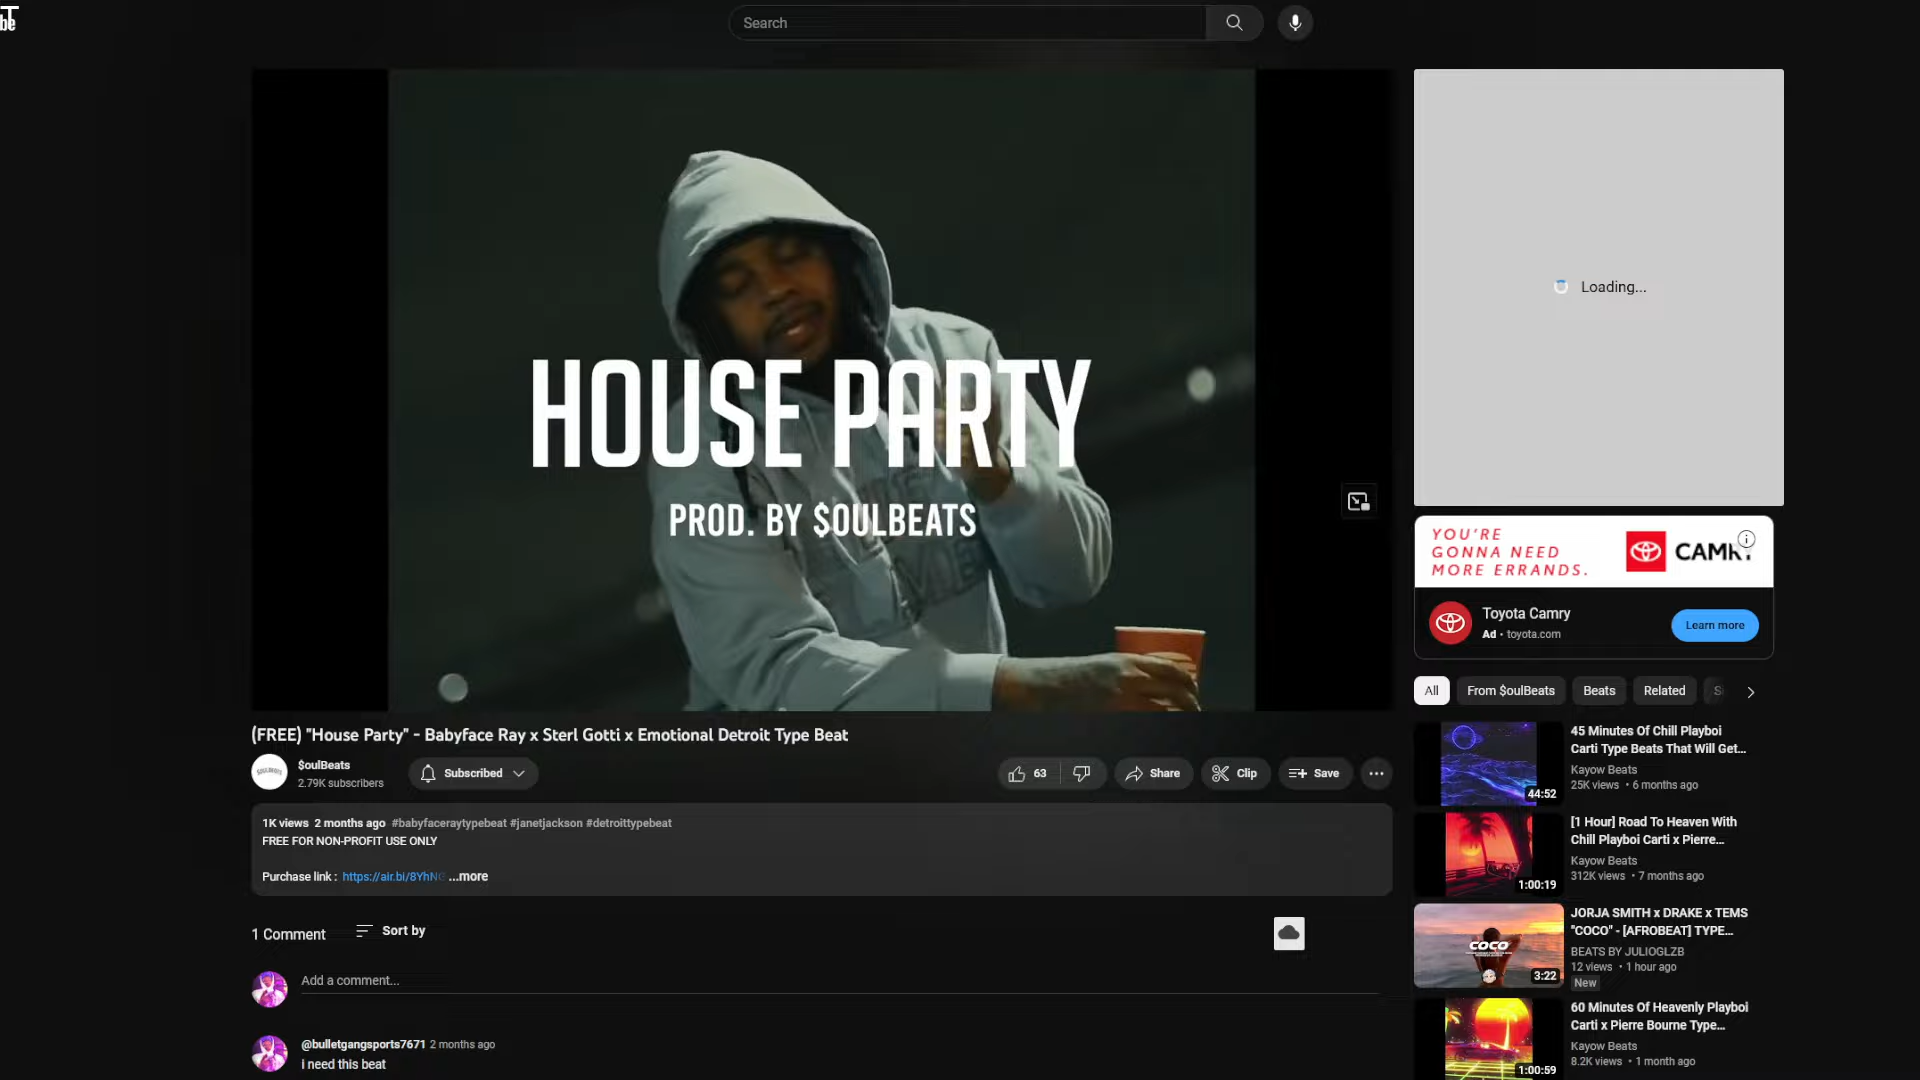 Search
HOUSE PARTY
PROD. BY $OULBEATS
Loading...
YOU'RE
GONNA NEED
MORE ERRANDS.
Toyota Camry
Ad • toyota.com
Learn more
All
From $oulBeats
Beats
Related
(FREE) "House Party" - Babyface Ray x Sterl Gotti x Emotional Detroit Type Beat
$oulBeats
2.79K subscribers
Subscribed
63
Share
Clip
Save
1K views 2 months ago #babyfaceraytypebeat #janetjackson #detroittypebeat
FREE FOR NON-PROFIT USE ONLY
Purchase link : https://air.bi/8YhN ...more
1 Comment
Sort by
Add a comment...
@bulletgangsports7671 2 months ago
i need this beat
45 Minutes Of Chill Playboi
Carti Type Beats That Will Get...
Kayow Beats
25K views • 6 months ago
44:52
[1 Hour] Road To Heaven With
Chill Playboi Carti x Pierre...
Kayow Beats
312K views • 7 months ago
1:00:19
JORJA SMITH x DRAKE x TEMS
"COCO" - [AFROBEAT] TYPE...
BEATS BY JULIOGLZB
12 views • 1 hour ago
New
COCO
3:22
60 Minutes Of Heavenly Playboi
Carti x Pierre Bourne Type...
Kayow Beats
8.2K views • 1 month ago
1:00:59